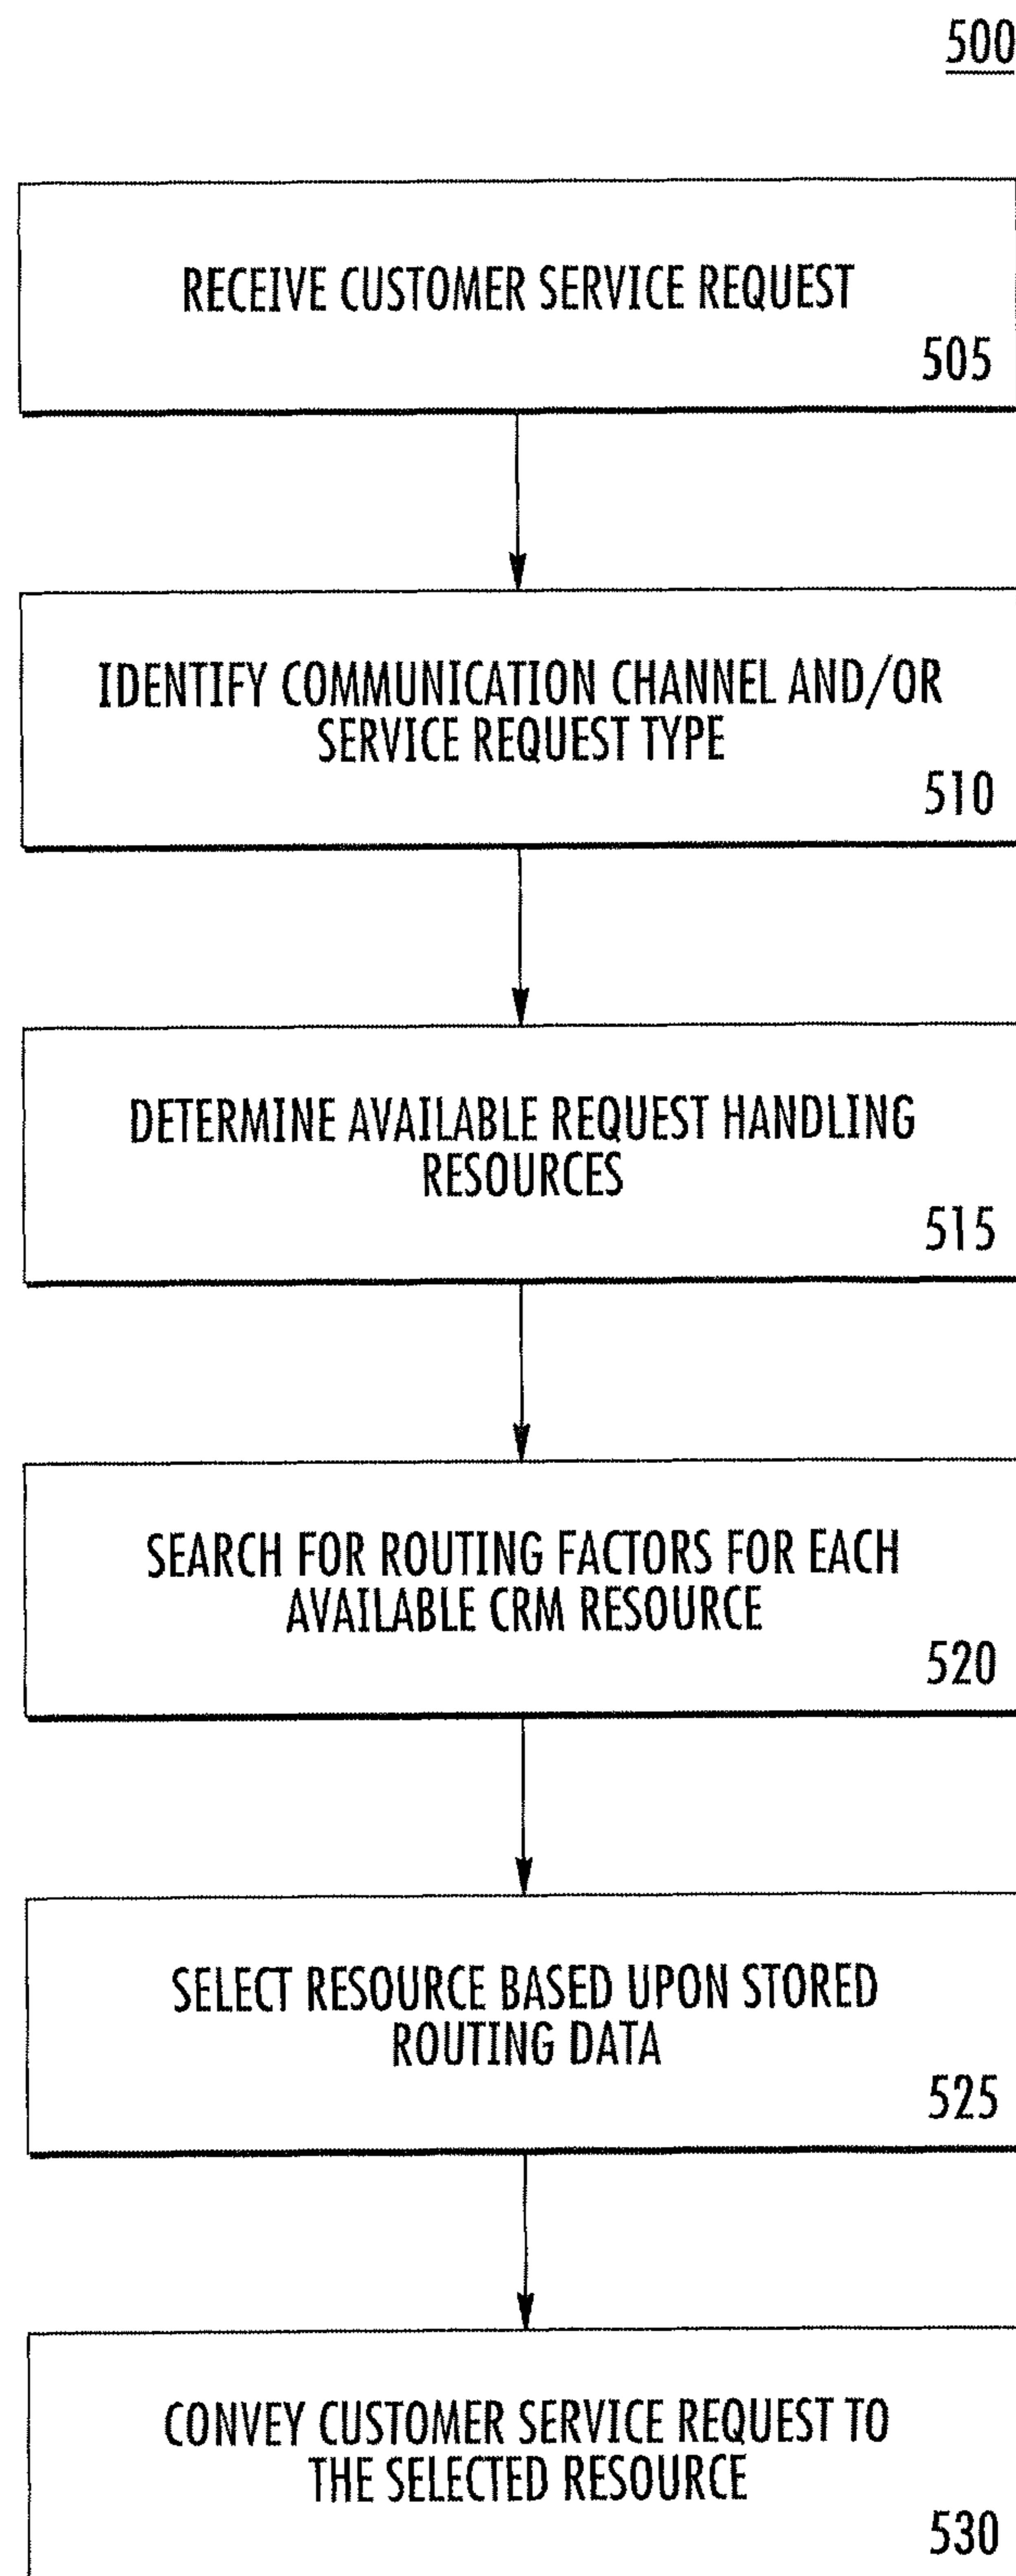 500
RECEIVE CUSTOMER SERVICE REQUEST
505
IDENTIFY COMMUNICATION CHANNEL AND/OR
SERVICE REQUEST TYPE
510
DETERMINE AVAILABLE REQUEST HANDLING
RESOURCES
515
SEARCH FOR ROUTING FACTORS FOR EACH
AVAILABLE CRM RESOURCE
520
SELECT RESOURCE BASED UPON STORED
ROUTING DATA
525
CONVEY CUSTOMER SERVICE REQUEST TO
THE SELECTED RESOURCE
530